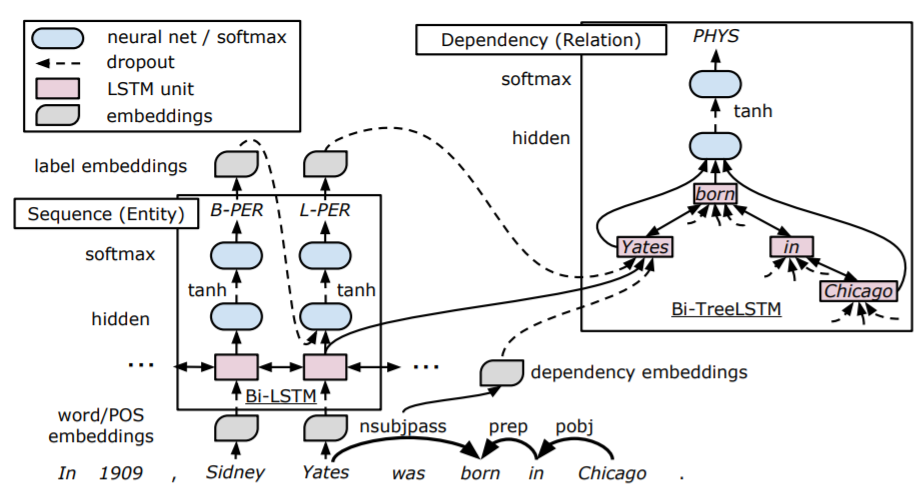 neural net / softmax
dropout
LSTM unit
embeddings
Dependency (Relation)
PHYS
softmax
tanh
hidden
born
Yates
in
Chicago
Bi-TreeLSTM
label embeddings
Sequence (Entity)
B-PER
L-PER
softmax
tanh
tanh
hidden
...
...
Bi-LSTM
dependency embeddings
word/POS
embeddings
nsubjpass
prep
pobj
In 1909 , Sidney Yates was born in Chicago .